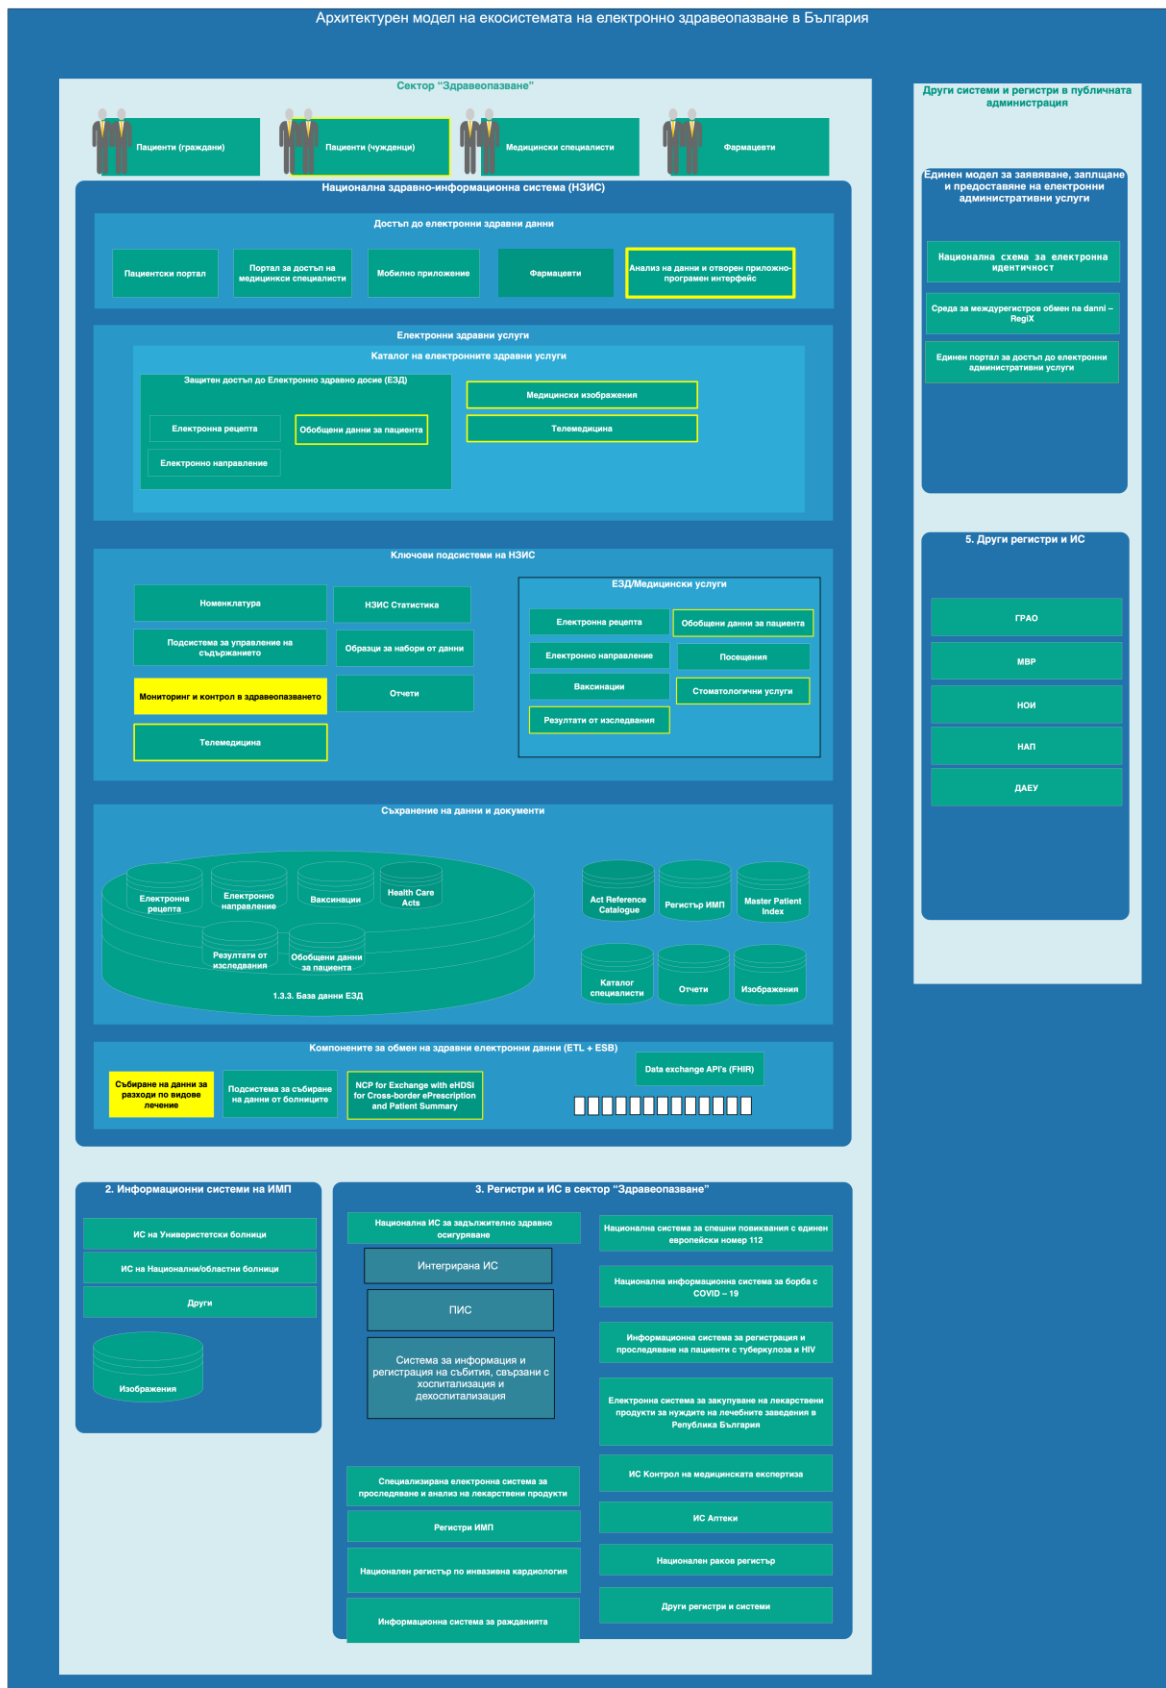 Архитектурен модел на екосистемата на електронно здравеопазване в България
Сектор “Здравеопазване”
Пациенти (граждани)
Пациенти (чужденци)
Медицински специалисти
Фармацевти
Национална здравно-информационна система (НЗИС)
Достъп до електронни здравни данни
Пациентски портал
Портал за достъп на
медицинкси специалисти
Мобилно приложение
Фармацевти
Анализ на данни и отворен приложно-
програмен интерфейс
Електронни здравни услуги
Каталог на електронните здравни услуги
Защитен достъп до Електронно здравно досие (ЕЗД)
Електронна рецепта
Обобщени данни за пациента
Електронно направление
Медицински изображения
Телемедицина
Ключови подсистеми на НЗИС
Номенклатура
НЗИС Статистика
Подсистема за управление на
съдържанието
Образци за набори от данни
Мониторинг и контрол в здравеопазването
Отчети
Телемедицина
ЕЗД/Медицински услуги
Електронна рецепта
Обобщени данни за пациента
Електронно направление
Посещения
Ваксинации
Стоматологични услуги
Резултати от изследвания
Съхранение на данни и документи
Електронна
рецепта
Електронно
направление
Ваксинации
Health Care
Acts
Резултати от
изследвания
Обобщени данни
за пациента
1.3.3. База данни ЕЗД
Act Reference
Catalogue
Регистър ИМП
Master Patient
Index
Каталог
специалисти
Отчети
Изображения
Компонените за обмен на здравни електронни данни (ETL + ESB)
Събиране на данни за
разходи по видове
лечение
Подсистема за събиране
на данни от болниците
NCP for Exchange with eHDSI
for Cross-border ePrescription
and Patient Summary
Data exchange API's (FHIR)
2. Информационни системи на ИМП
ИС на Универистетски болници
ИС на Национални/областни болници
Други
Изображения
3. Регистри и ИС в сектор “Здравеопазване”
Национална ИС за задължително здравно
осигуряване
Интегрирана ИС
ПИС
Система за информация и
регистрация на събития, свързани с
хоспитализация и
дехоспитализация
Специализирана електронна система за
проследяване и анализ на лекарствени продукти
Регистри ИМП
Национален регистър по инвазивна кардиология
Информационна система за ражданията
Национална система за спешни повиквания с единен
европейски номер 112
Национална информационна система за борба с
COVID – 19
Информационна система за регистрация и
проследяване на пациенти с туберкулоза и HIV
Електронна система за закупуване на лекарствени
продукти за нуждите на лечебните заведения в
Република България
ИС Контрол на медицинската експертиза
ИС Аптеки
Национален раков регистър
Други регистри и системи
Други системи и регистри в публичната
администрация
Единен модел за заявяване, заплщане
и предоставяне на електронни
административни услуги
Национална схема за електронна
идентичност
Среда за междурегистров обмен na danni –
RegiX
Единен портал за достъп до електронни
административни услуги
5. Други регистри и ИС
ГРАО
МВР
НОИ
НАП
ДАЕУ